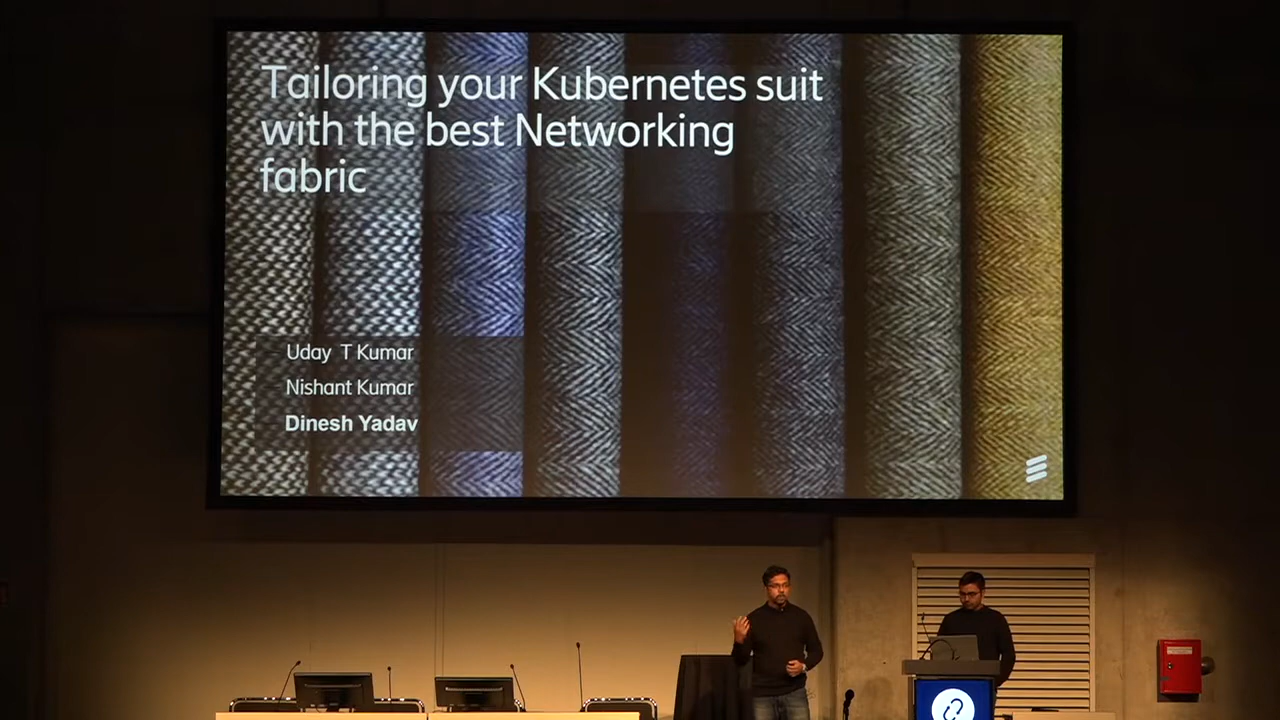 Tailoring your Kubernetes suit
with the best Networking
fabric
Uday T Kumar
Nishant Kumar
Dinesh Yadav